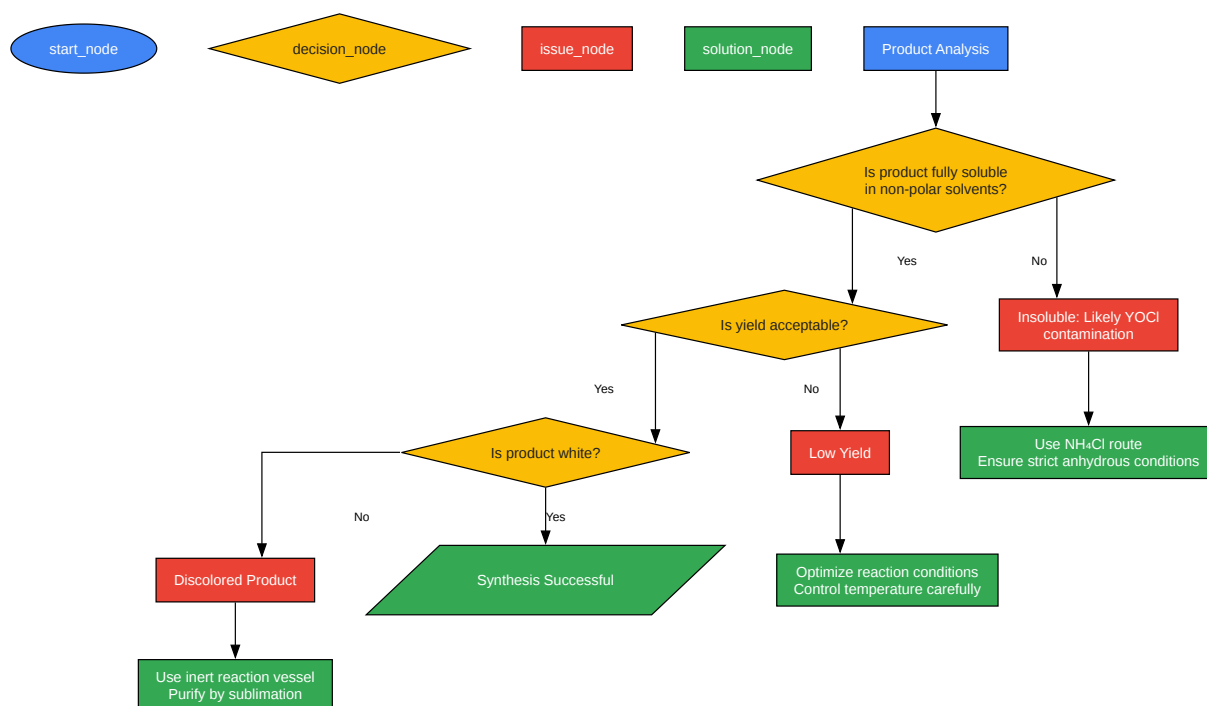 start_node
decision_node
issue_node
solution_node
Product Analysis
Is product fully soluble
in non-polar solvents?
Yes
No
Is yield acceptable?
Insoluble: Likely YOCl
contamination
Yes
No
Is product white?
Low Yield
Use NH₄Cl route
Ensure strict anhydrous conditions
No
Yes
Discolored Product
Synthesis Successful
Optimize reaction conditions
Control temperature carefully
Use inert reaction vessel
Purify by sublimation